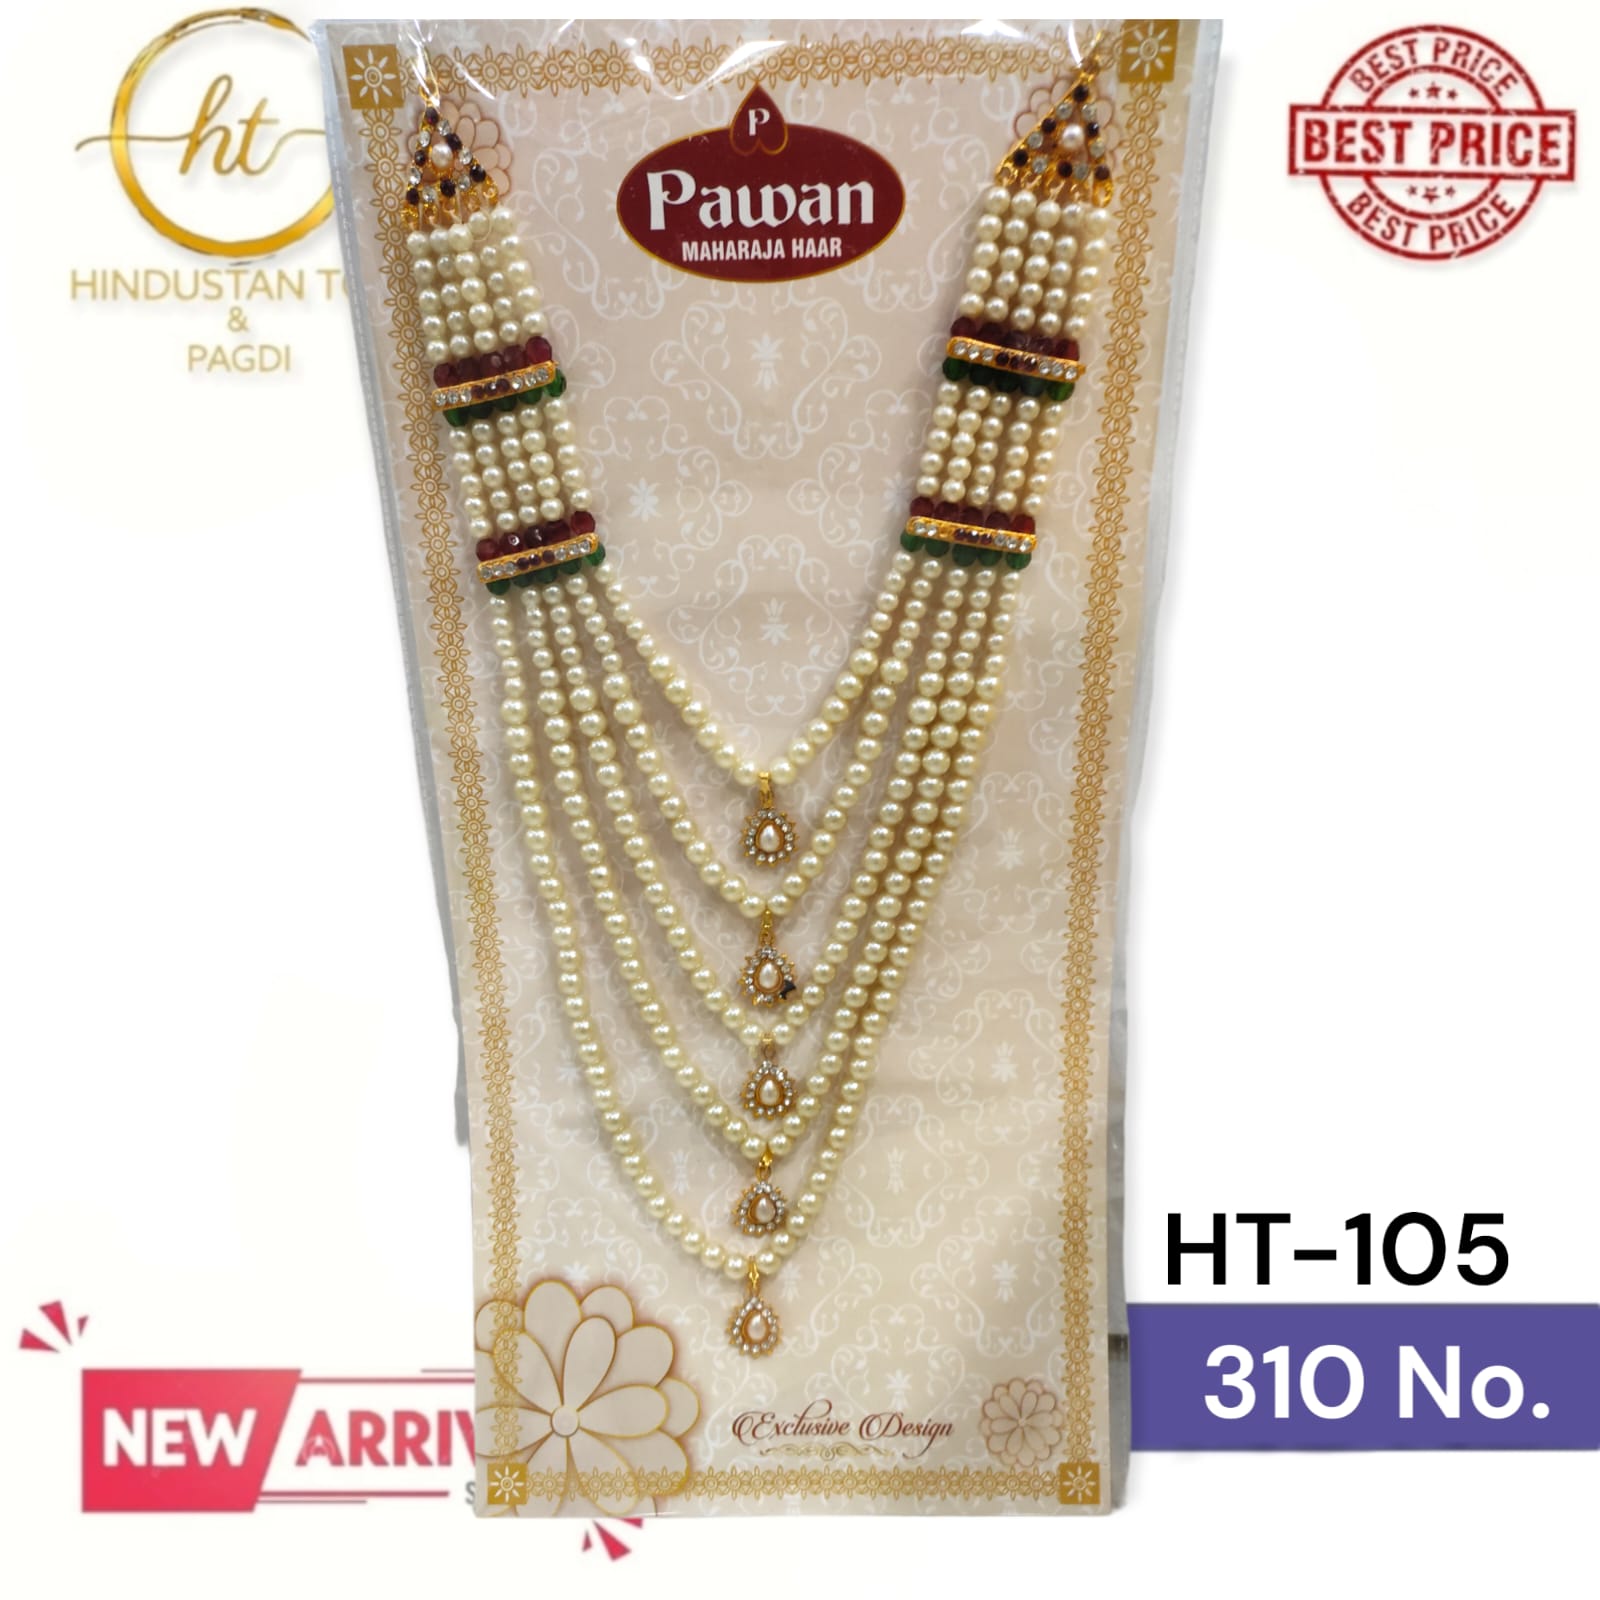 ht
HINDUSTAN
&
PAGDI
P
Pawan
MAHARAJA HAAR
BEST PRICE
BEST PRICE
BEST PRICE
HT-105
310 No.
NEW
Exclusive Design